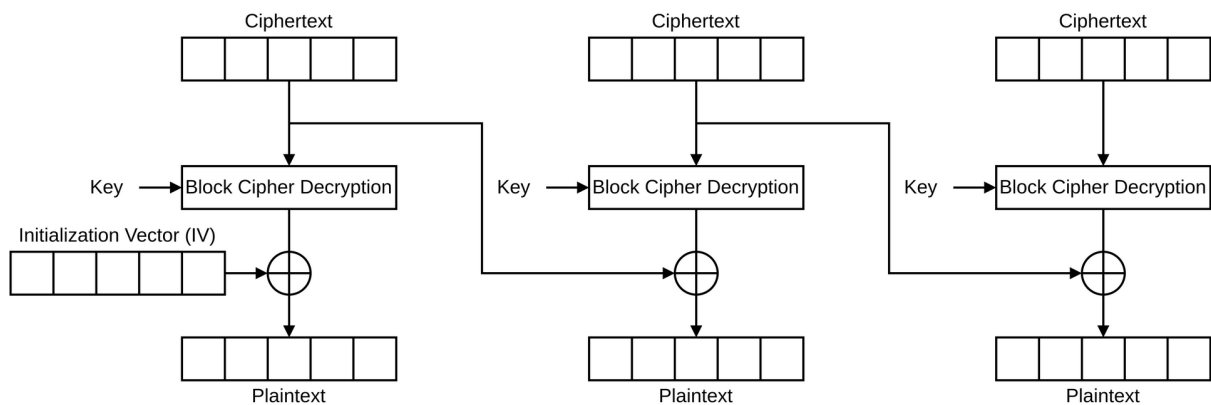 Ciphertext
Ciphertext
Ciphertext
Key
Block Cipher Decryption
Key
Block Cipher Decryption
Key
Block Cipher Decryption
Initialization Vector (IV)
Plaintext
Plaintext
Plaintext